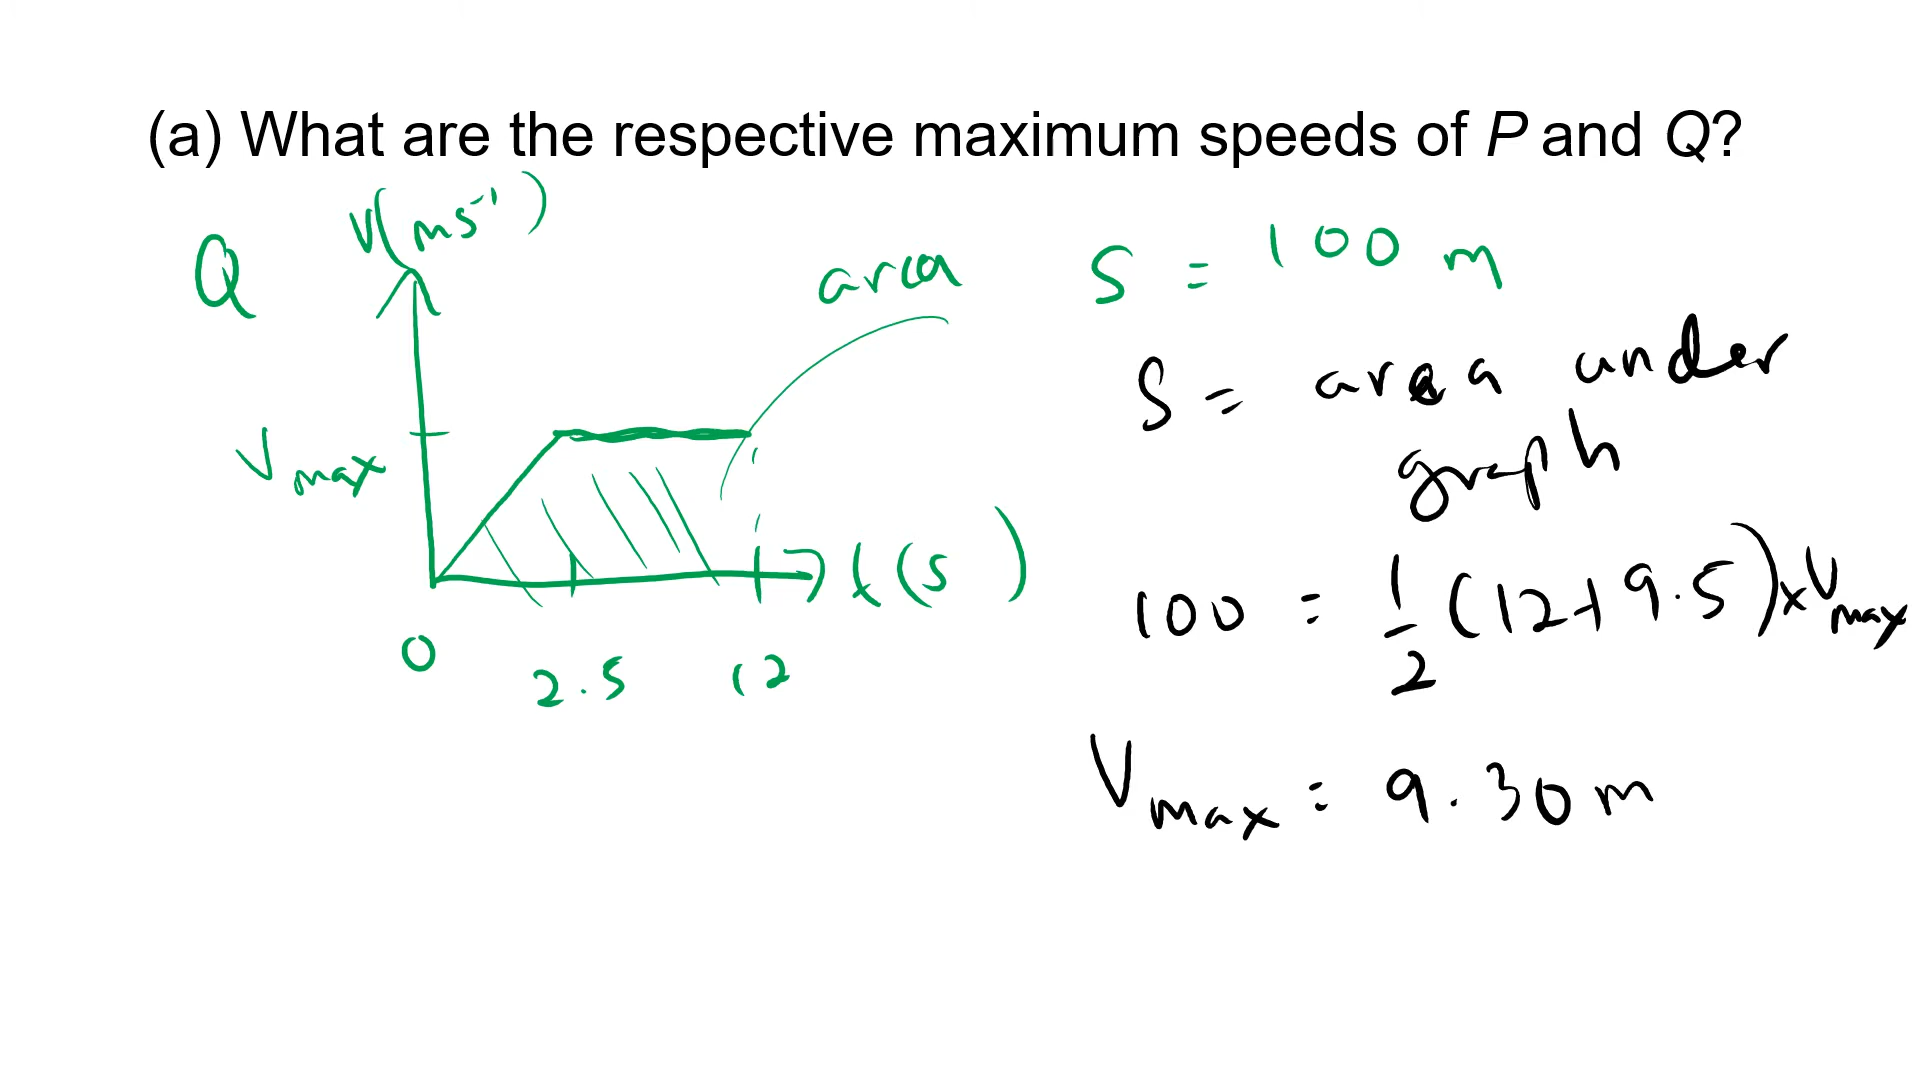 (a) What are the respective maximum speeds of P and Q?
Q
V(ms⁻¹)
area
Vmax
t(s)
0
2.5
12
S = 100 m
S = area under
graph
100 = 1/2 (12+9.5)×Vmax
Vmax = 9.30m